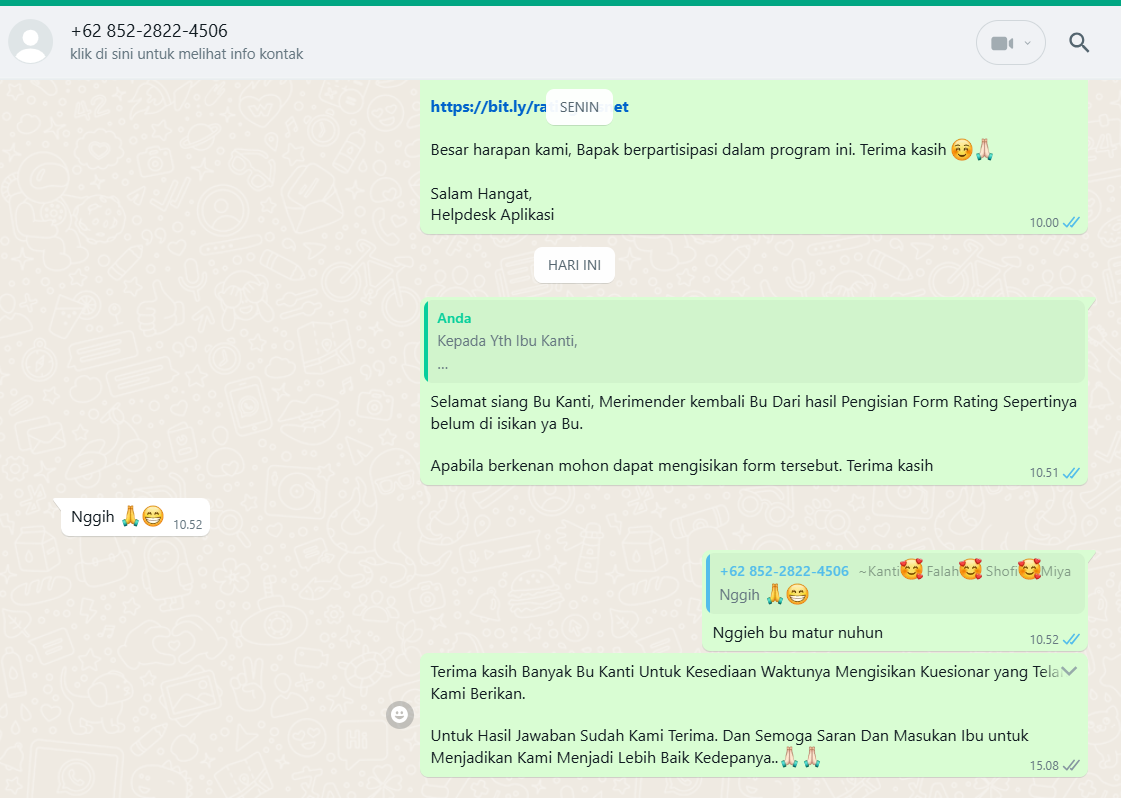 +62 852-2822-4506
klik di sini untuk melihat info kontak
https://bit.ly/ra
SENIN
Besar harapan kami, Bapak berpartisipasi dalam program ini. Terima kasih 😊🙏🏻
Salam Hangat,
Helpdesk Aplikasi
10.00
HARI INI
Anda
Kepada Yth Ibu Kanti,
...
Selamat siang Bu Kanti, Merimender kembali Bu Dari hasil Pengisian Form Rating Sepertinya
belum di isikan ya Bu.
Apabila berkenan mohon dapat mengisikan form tersebut. Terima kasih
10.51
Nggih 🙏😁
10.52
+62 852-2822-4506 ~Kanti🥰 Falah🥰 Shofi🥰Miya
Nggih 🙏😁
Nggieh bu matur nuhun
10.52
Terima kasih Banyak Bu Kanti Untuk Kesediaan Waktunya Mengisikan Kuesionar yang
Kami Berikan.
Untuk Hasil Jawaban Sudah Kami Terima. Dan Semoga Saran Dan Masukan Ibu untuk
Menjadikan Kami Menjadi Lebih Baik Kedepanya..🙏🏻🙏🏻
15.08